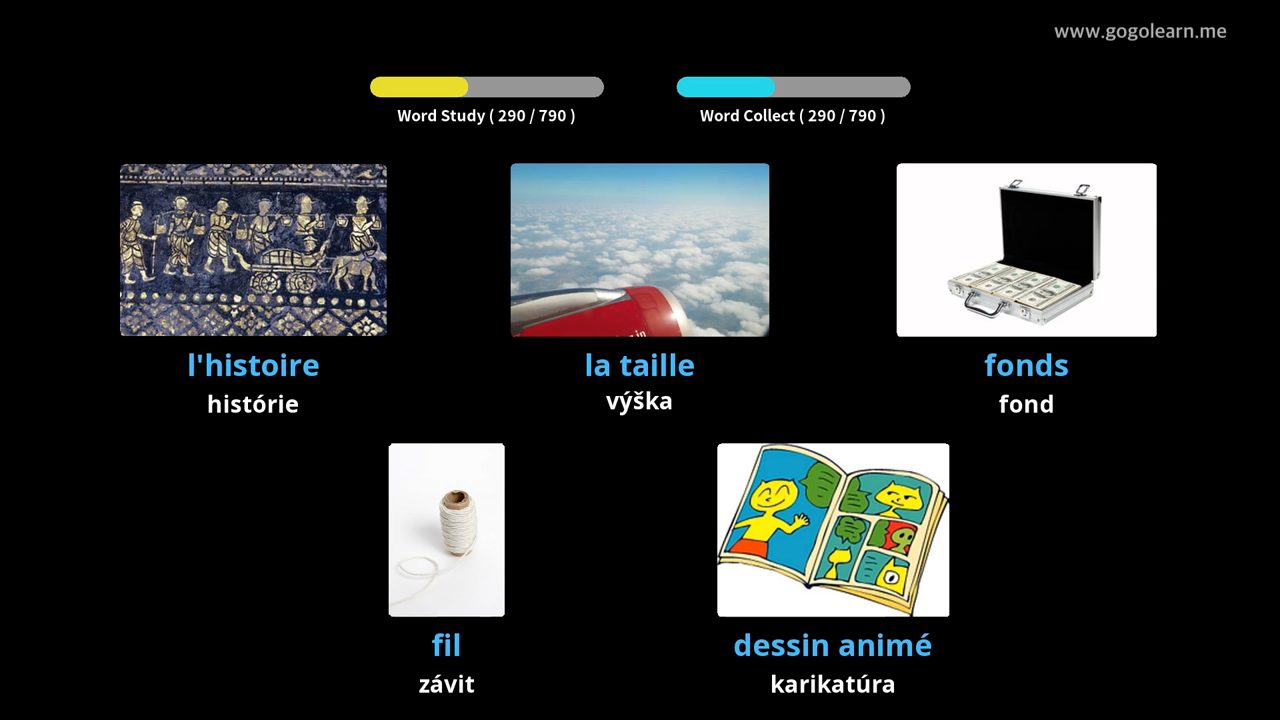 www.gogolearn.me
Word Study ( 290 / 790 )
Word Collect ( 290 / 790 )
l'histoire
histórie
la taille
výška
fonds
fond
fil
závit
dessin animé
karikatúra